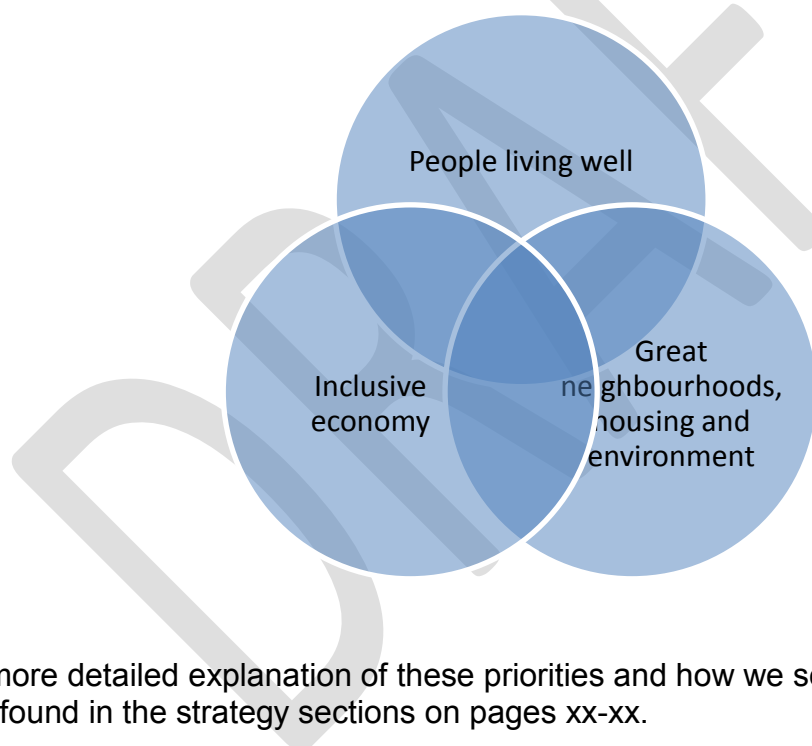 People living well
Great
neighbourhoods,
housing and
environment
Inclusive
economy
more detailed explanation of these priorities and how we
found in the strategy sections on pages xx-xx.
DRAF